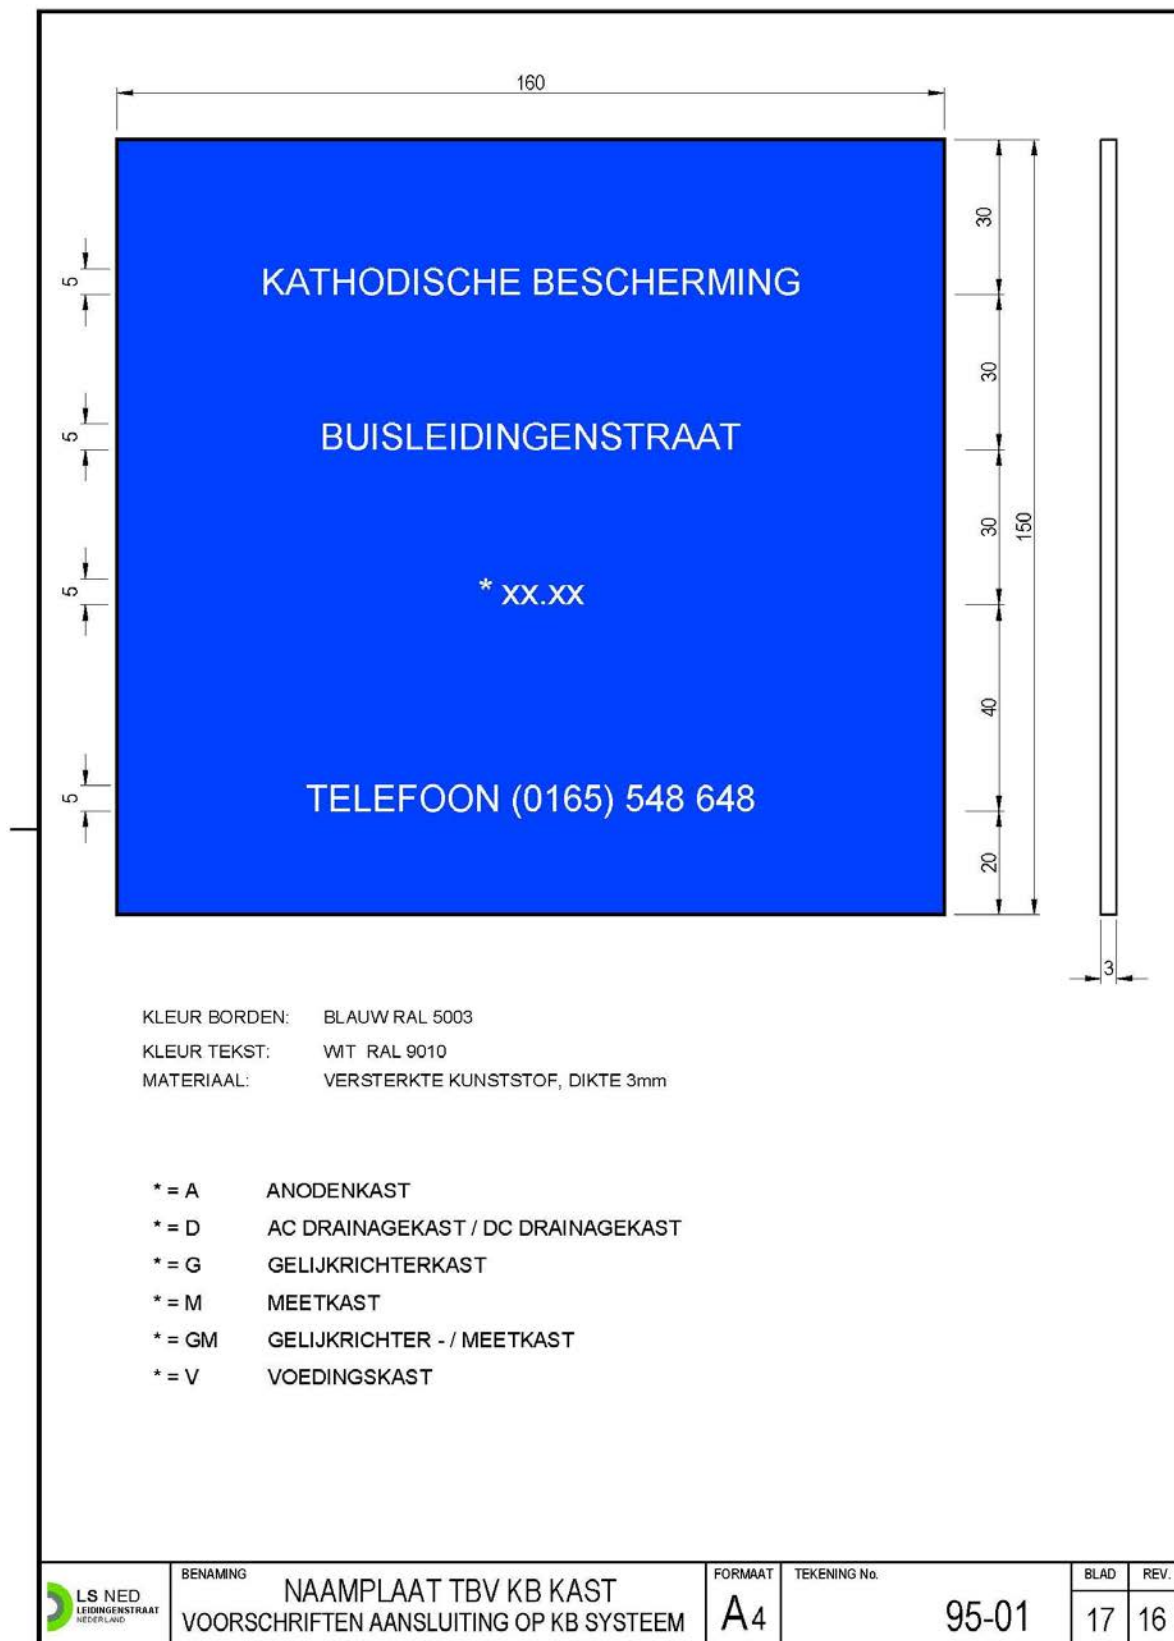 160
30
5
KATHODISCHE BESCHERMING
30
5
BUISLEIDINGENSTRAAT
30
150
5
* XX.XX
40
5
TELEFOON (0165) 548 648
20
3
KLEUR BORDEN: BLAUW RAL 5003
KLEUR TEKST: WIT RAL 9010
MATERIAAL: VERSTERKTE KUNSTSTOF, DIKTE 3mm
* = A ANODENKAST
* = D AC DRAINAGEKAST / DC DRAINAGEKAST
* = G GELIJKRICHTERKAST
* = M MEETKAST
* = GM GELIJKRICHTER - / MEETKAST
* = V VOEDINGSKAST
LS NED
LEIDINGENSTRAAT
NEDERLAND
BENAMING
NAAMPLAAT TBV KB KAST
VOORSCHRIFTEN AANSLUITING OP KB SYSTEEM
FORMAAT
A4
TEKENING No.
95-01
BLAD
17
REV.
16